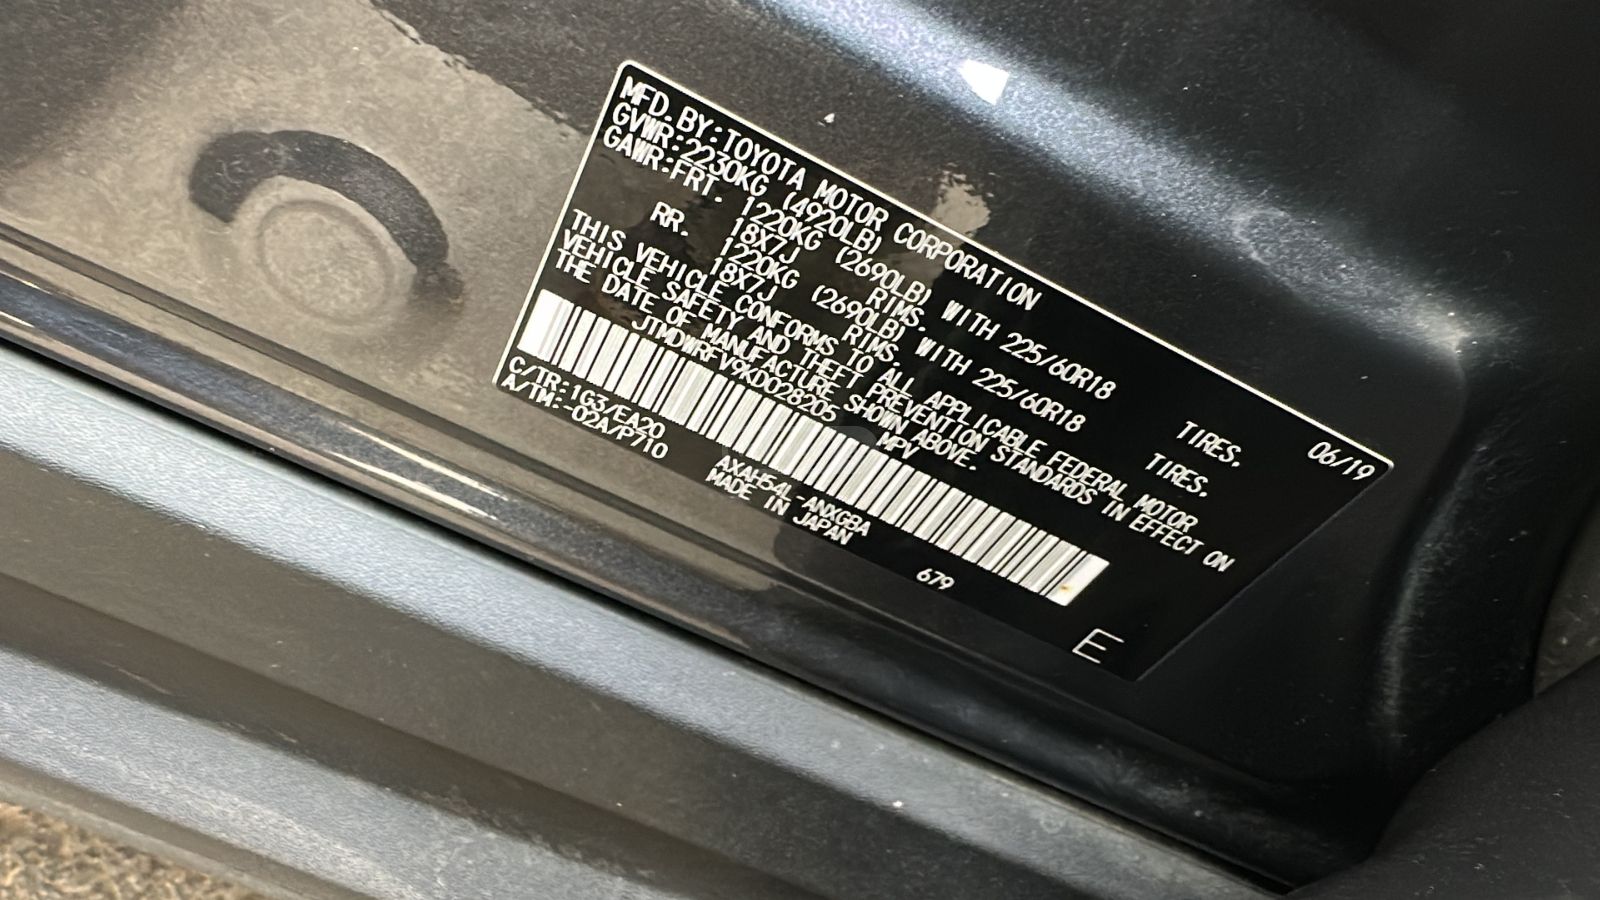 MFD.BY:TOYOTA MOTOR CORPORATION 06/19
GVWR:2230KG (4920LB)
GAWR:FRT. 1220KG (2690LB) WITH 225/60R18 TIRES,
18X7J RIMS,
RR. 1220KG (2690LB) WITH 225/60R18 TIRES,
18X7J RIMS,
THIS VEHICLE CONFORMS TO ALL APPLICABLE FEDERAL MOTOR
VEHICLE SAFETY AND THEFT PREVENTION STANDARDS IN EFFECT ON
THE DATE OF MANUFACTURE SHOWN ABOVE.
JTMDWRFV9KD028205 MPV
C/TR:1G3/EA20 AXAH54L-ANXGBA
A/TM:-02A/P710 MADE IN JAPAN 679
E